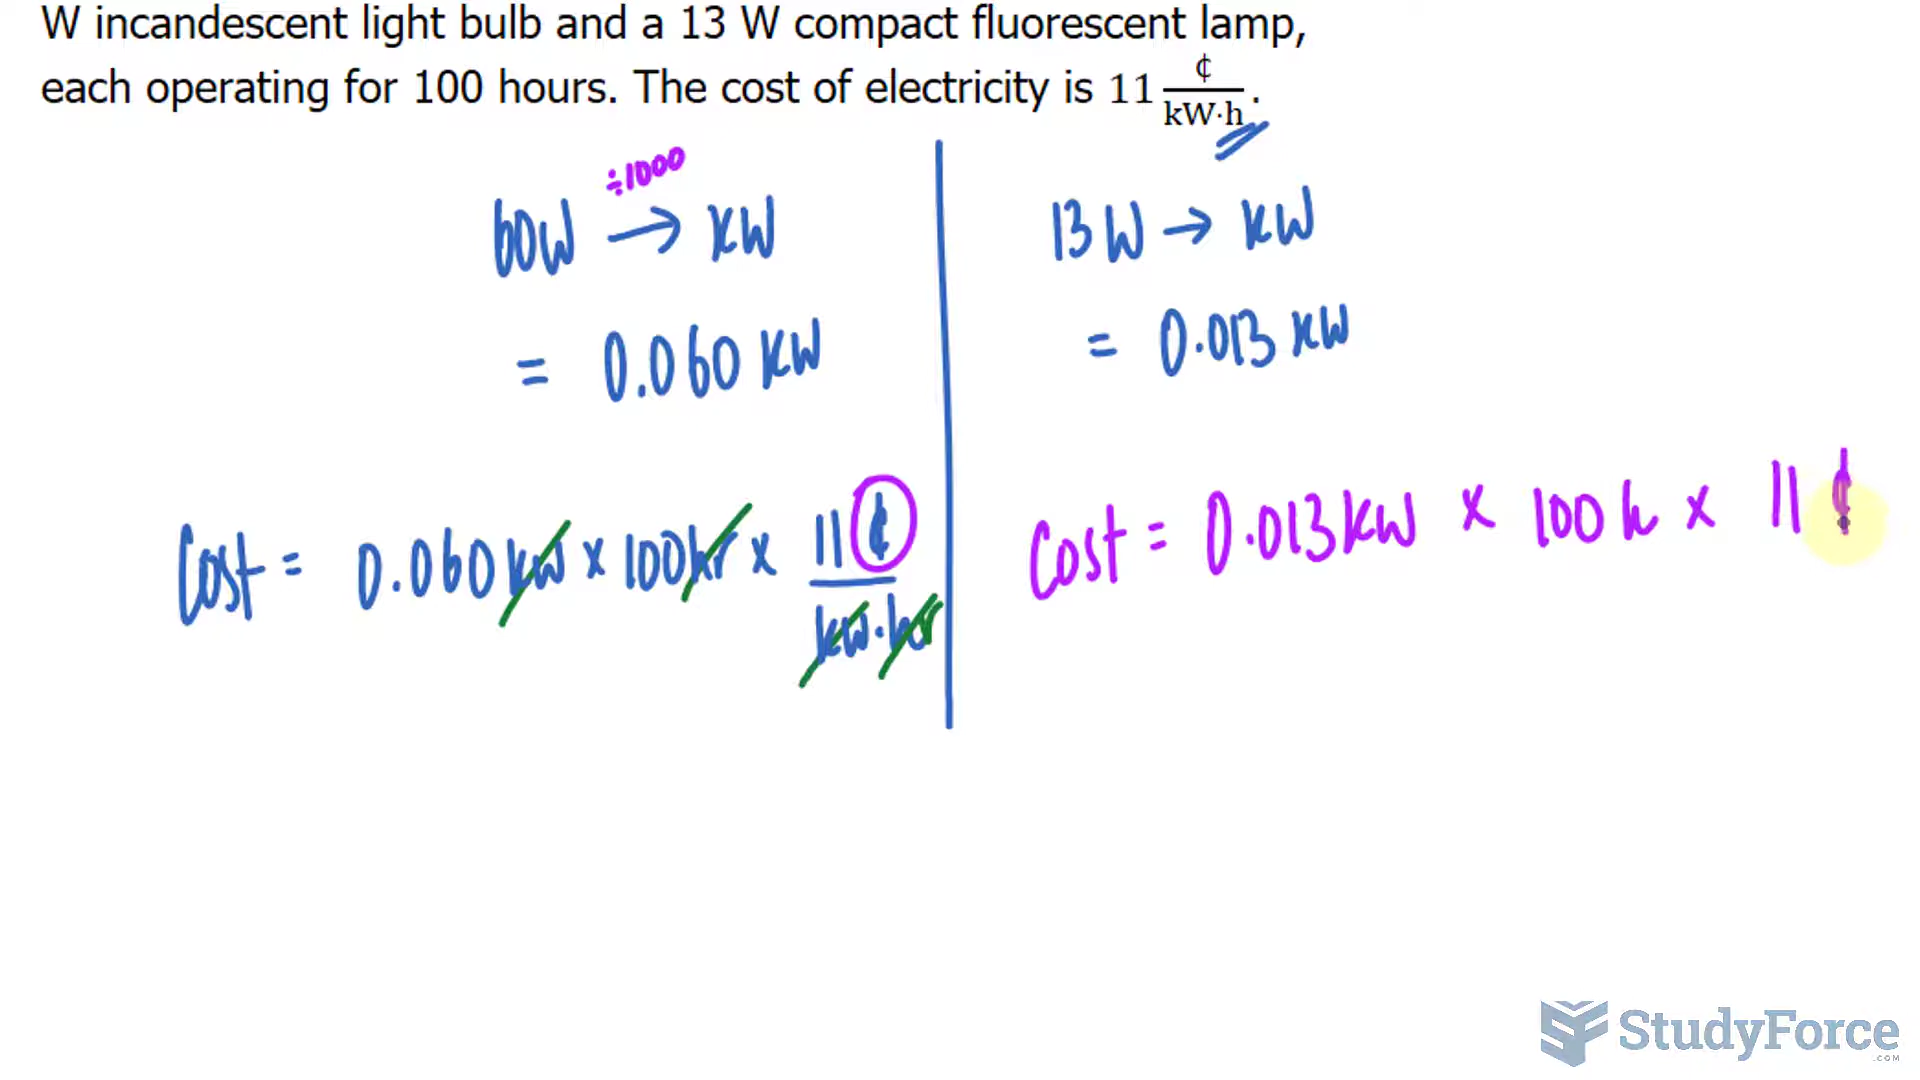 W incandescent light bulb and a 13 W compact fluorescent lamp,
each operating for 100 hours. The cost of electricity is 11 ¢/kW·h.
÷1000
60W → kW
= 0.060 kW
Cost = 0.060 kw × 100 hr × 11 ¢/kw·hr
13 W → kW
= 0.013 kW
Cost = 0.013 kW × 100 h × 11 ¢
StudyForce
.COM